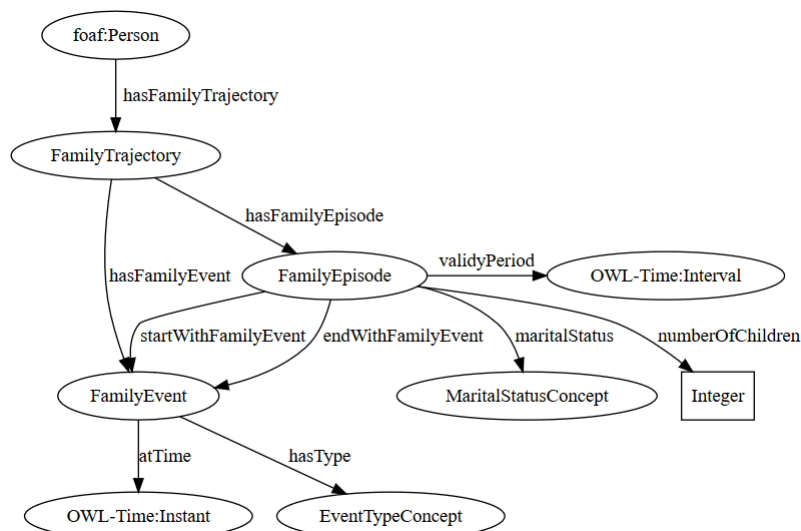 foaf:Person
hasFamilyTrajectory
FamilyTrajectory
hasFamilyEpisode
hasFamilyEvent
FamilyEpisode
validyPeriod
OWL-Time:Interval
startWithFamilyEvent
endWithFamilyEvent
maritalStatus
numberOfChildren
FamilyEvent
MaritalStatusConcept
Integer
atTime
hasType
OWL-Time:Instant
EventTypeConcept